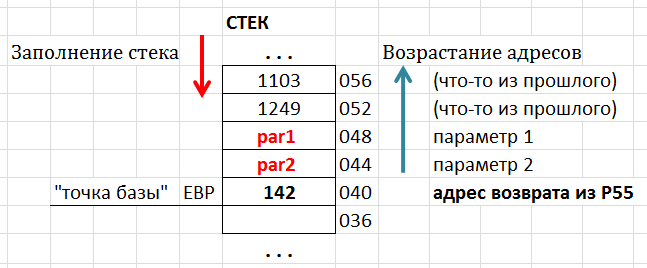 СТЕК
Заполнение стека . . . Возрастание адресов
1103 056 (что-то из прошлого)
1249 052 (что-то из прошлого)
par1 048 параметр 1
par2 044 параметр 2
"точка базы" EBP 142 040 адрес возврата из P55
036
. . .